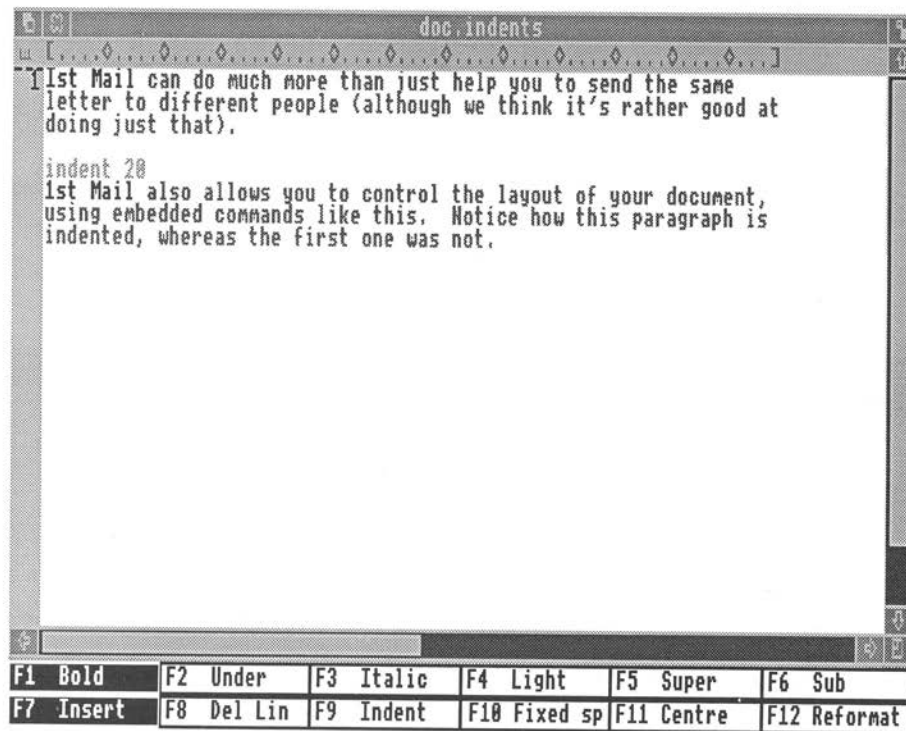 doc.indents
1 1st Mail can do much more than just help you to send the same
letter to different people (although we think it's rather good at
doing just that).
indent 20
1st Mail also allows you to control the layout of your document,
using embedded commands like this.  Notice how this paragraph is
indented, whereas the first one was not.
F1 Bold F2 Under F3 Italic F4 Light F5 Super F6 Sub
F7 Insert F8 Del Lin F9 Indent F10 Fixed sp F11 Centre F12 Reformat